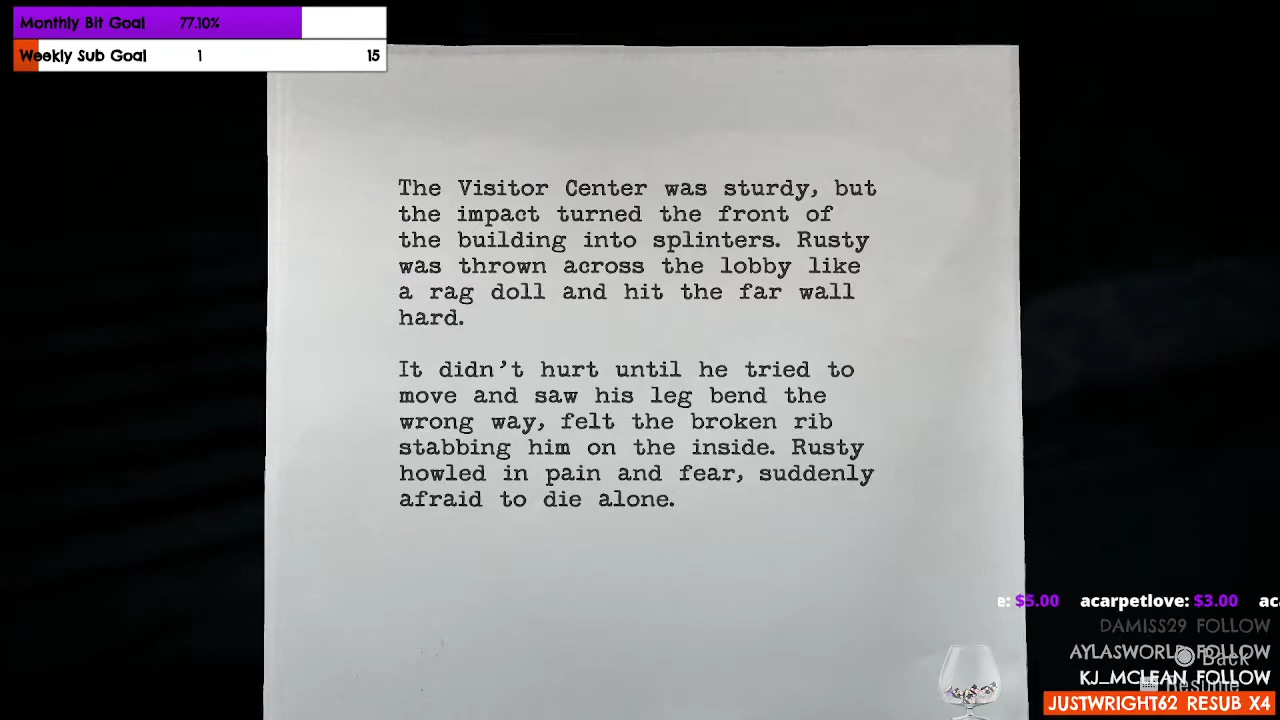 Monthly Bit Goal 77.10%
Weekly Sub Goal 1 15
The Visitor Center was sturdy, but
the impact turned the front of
the building into splinters. Rusty
was thrown across the lobby like
a rag doll and hit the far wall
hard.
It didn't hurt until he tried to
move and saw his leg bend the
wrong way, felt the broken rib
stabbing him on the inside. Rusty
howled in pain and fear, suddenly
afraid to die alone.
e: $5.00 acarpetlove: $3.00 ac
DAMISS29 FOLLOW
AYLASWORLD FOLLOW
Back
KJ_MCLEAN FOLLOW
Resume
JUSTWRIGHT62 RESUB X4